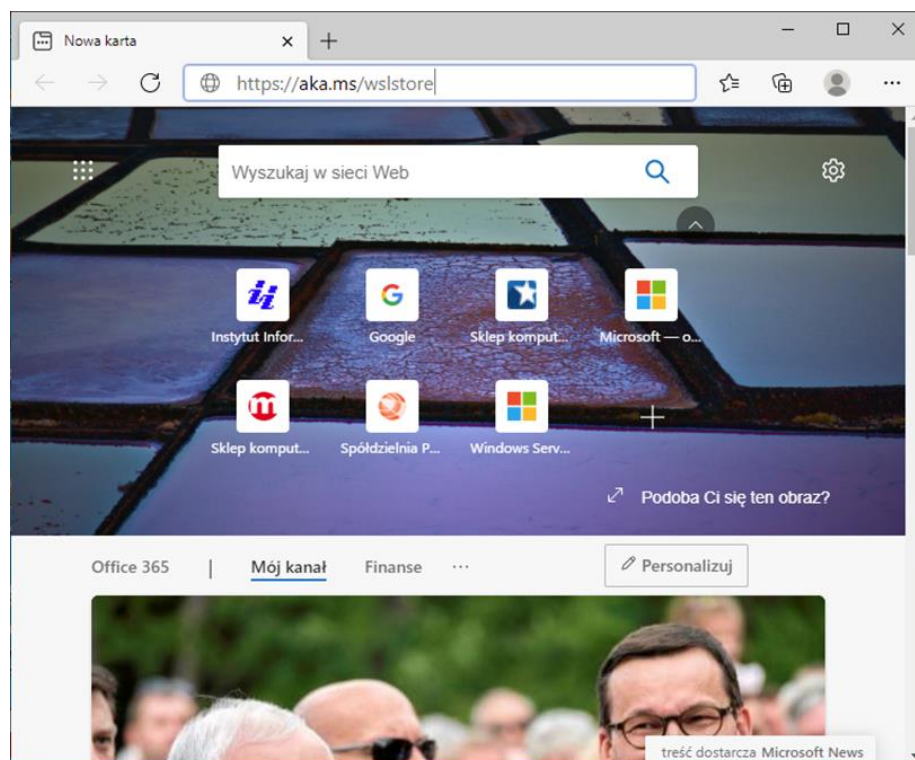 Nowa karta
https://aka.ms/wslstore
Wyszukaj w sieci Web
Instytut Infor...
Google
Sklep komput...
Microsoft — o...
Sklep komput...
Spółdzielnia P...
Windows Serv...
Podoba Ci się ten obraz?
Office 365 | Mój kanał Finanse ... Personalizuj
treść dostarcza Microsoft News